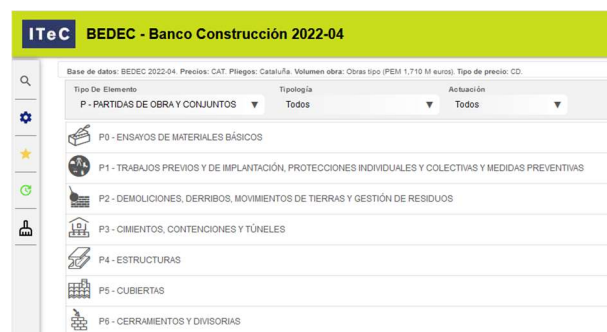 ITeC BEDEC - Banco Construcción 2022-04
Base de datos: BEDEC 2022-04. Precios: CAT. Pliegos: Cataluña. Volumen obra: Obras tipo (PEM 1,710 M euros). Tipo de precio: CD.
Tipo De Elemento Tipología Actuación
P - PARTIDAS DE OBRA Y CONJUNTOS Todos Todos
P0 - ENSAYOS DE MATERIALES BÁSICOS
P1 - TRABAJOS PREVIOS Y DE IMPLANTACIÓN, PROTECCIONES INDIVIDUALES Y COLECTIVAS Y MEDIDAS PREVENTIVAS
P2 - DEMOLICIONES, DERRIBOS, MOVIMIENTOS DE TIERRAS Y GESTIÓN DE RESIDUOS
P3 - CIMIENTOS, CONTENCIONES Y TÚNELES
P4 - ESTRUCTURAS
P5 - CUBIERTAS
P6 - CERRAMIENTOS Y DIVISORIAS